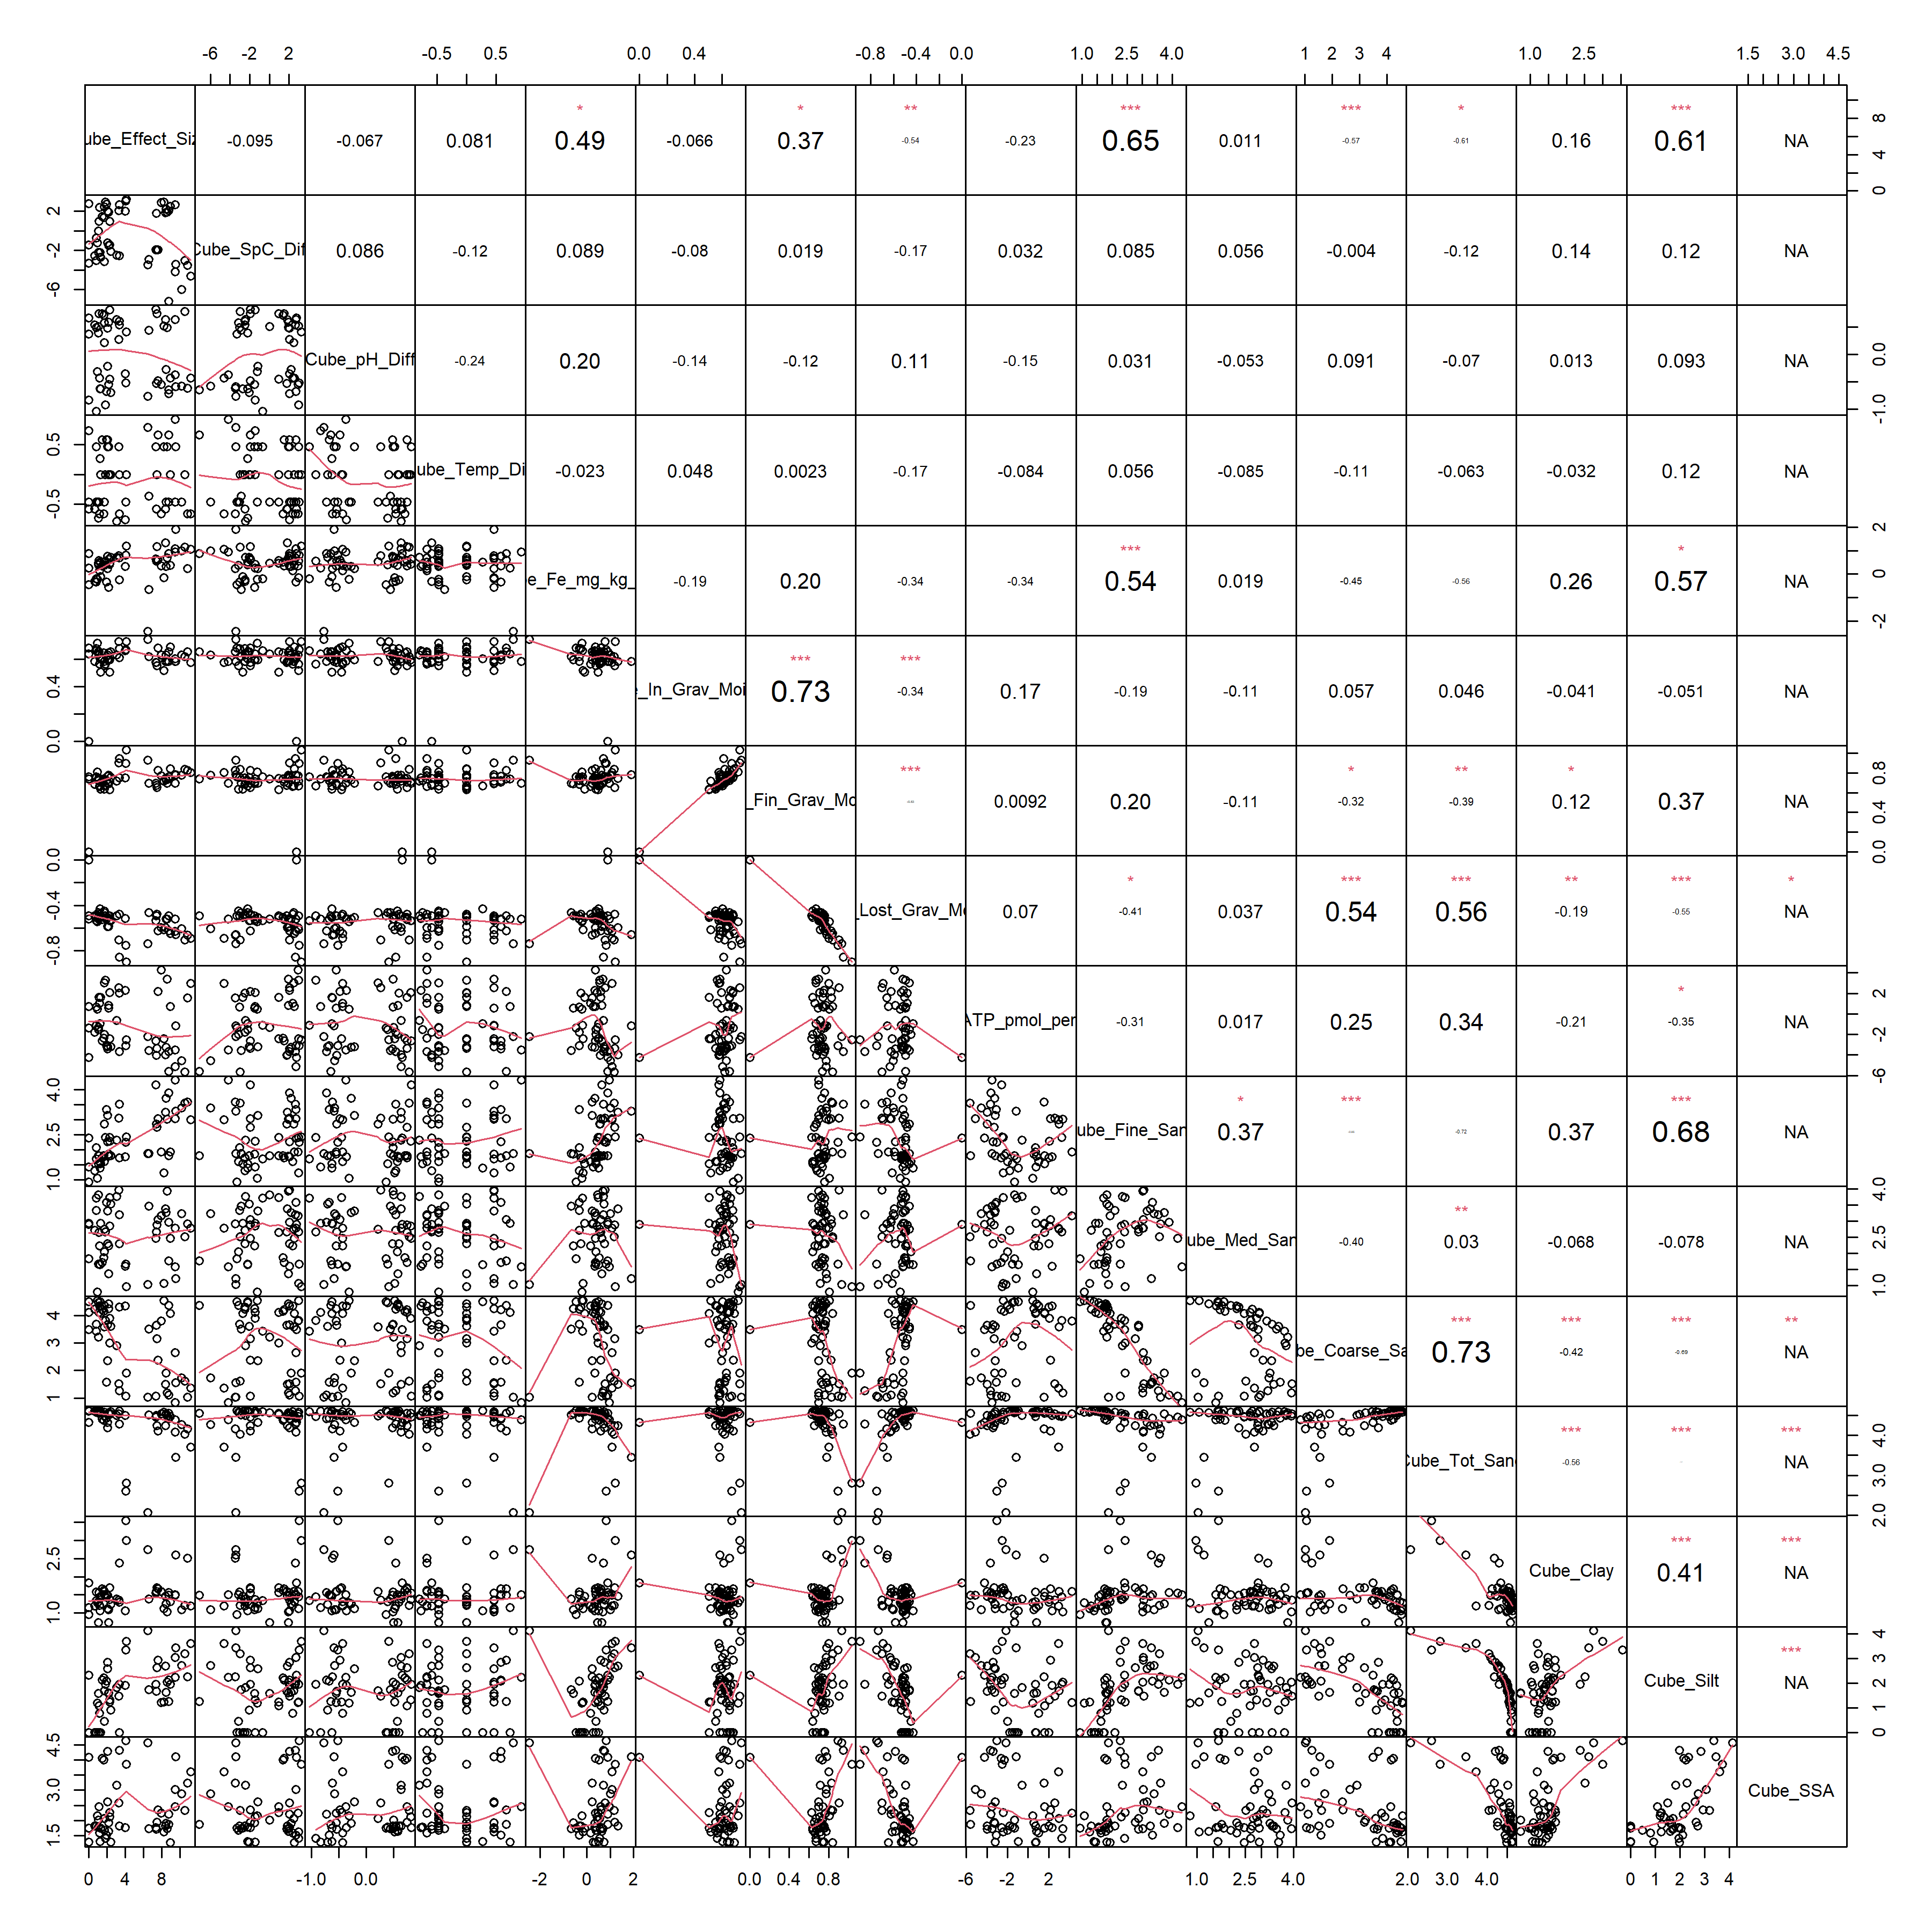 -6 -2 2 -0.5 0.5 0.0 0.4 -0.8 -0.4 0.0 1.0 2.5 4.0 1 2 3 4 1.0 2.5 1.5 3.0 4.5
* * ** *** *** * ***
ube_Effect_Siz -0.095 -0.067 0.081 0.49 -0.066 0.37 -0.54 -0.23 0.65 0.011 -0.57 -0.61 0.16 0.61 NA 0 4 8
-6 -2 2 Cube_SpC_Dif 0.086 -0.12 0.089 -0.08 0.019 -0.17 0.032 0.085 0.056 -0.004 -0.12 0.14 0.12 NA
Cube_pH_Diff -0.24 0.20 -0.14 -0.12 0.11 -0.15 0.031 -0.053 0.091 -0.07 0.013 0.093 NA -1.0 0.0
-0.5 0.5 ube_Temp_Di -0.023 0.048 0.0023 -0.17 -0.084 0.056 -0.085 -0.11 -0.063 -0.032 0.12 NA
*** *
e_Fe_mg_kg_ -0.19 0.20 -0.34 -0.34 0.54 0.019 -0.45 -0.56 0.26 0.57 NA -2 0 2
*** ***
0.0 0.4 _In_Grav_Moi 0.73 -0.34 0.17 -0.19 -0.11 0.057 0.046 -0.041 -0.051 NA
*** * ** *
_Fin_Grav_Mo 0.0092 0.20 -0.11 -0.32 -0.39 0.12 0.37 NA 0.0 0.4 0.8
* *** *** ** *** *
-0.8 -0.4 0.0 _Lost_Grav_Mo 0.07 -0.41 0.037 0.54 0.56 -0.19 -0.55 NA
*
ATP_pmol_per -0.31 0.017 0.25 0.34 -0.21 -0.35 NA -6 -2 2
* *** ***
1.0 2.5 4.0 ube_Fine_San 0.37 -0.72 0.37 0.68 NA
**
ube_Med_San -0.40 0.03 -0.068 -0.078 NA 1.0 2.5 4.0
*** *** *** **
1 2 3 4 be_Coarse_Sa 0.73 -0.42 -0.69 NA
*** *** ***
Cube_Tot_Sand -0.56 NA 2.0 3.0 4.0
*** ***
1.0 2.5 Cube_Clay 0.41 NA
***
Cube_Silt NA 0 1 2 3 4
1.5 3.0 4.5 Cube_SSA
0 4 8 -1.0 0.0 -2 0 2 0.0 0.4 0.8 -6 -2 2 1.0 2.5 4.0 2.0 3.0 4.0 0 1 2 3 4